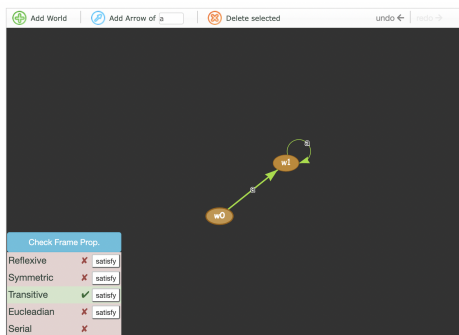 Add World
Add Arrow of a
Delete selected
undo ←
redo →
w1
a
a
w0
Check Frame Prop.
Reflexive ✘ satisfy
Symmetric ✘ satisfy
Transitive ✔ satisfy
Eucleadian ✘ satisfy
Serial ✘